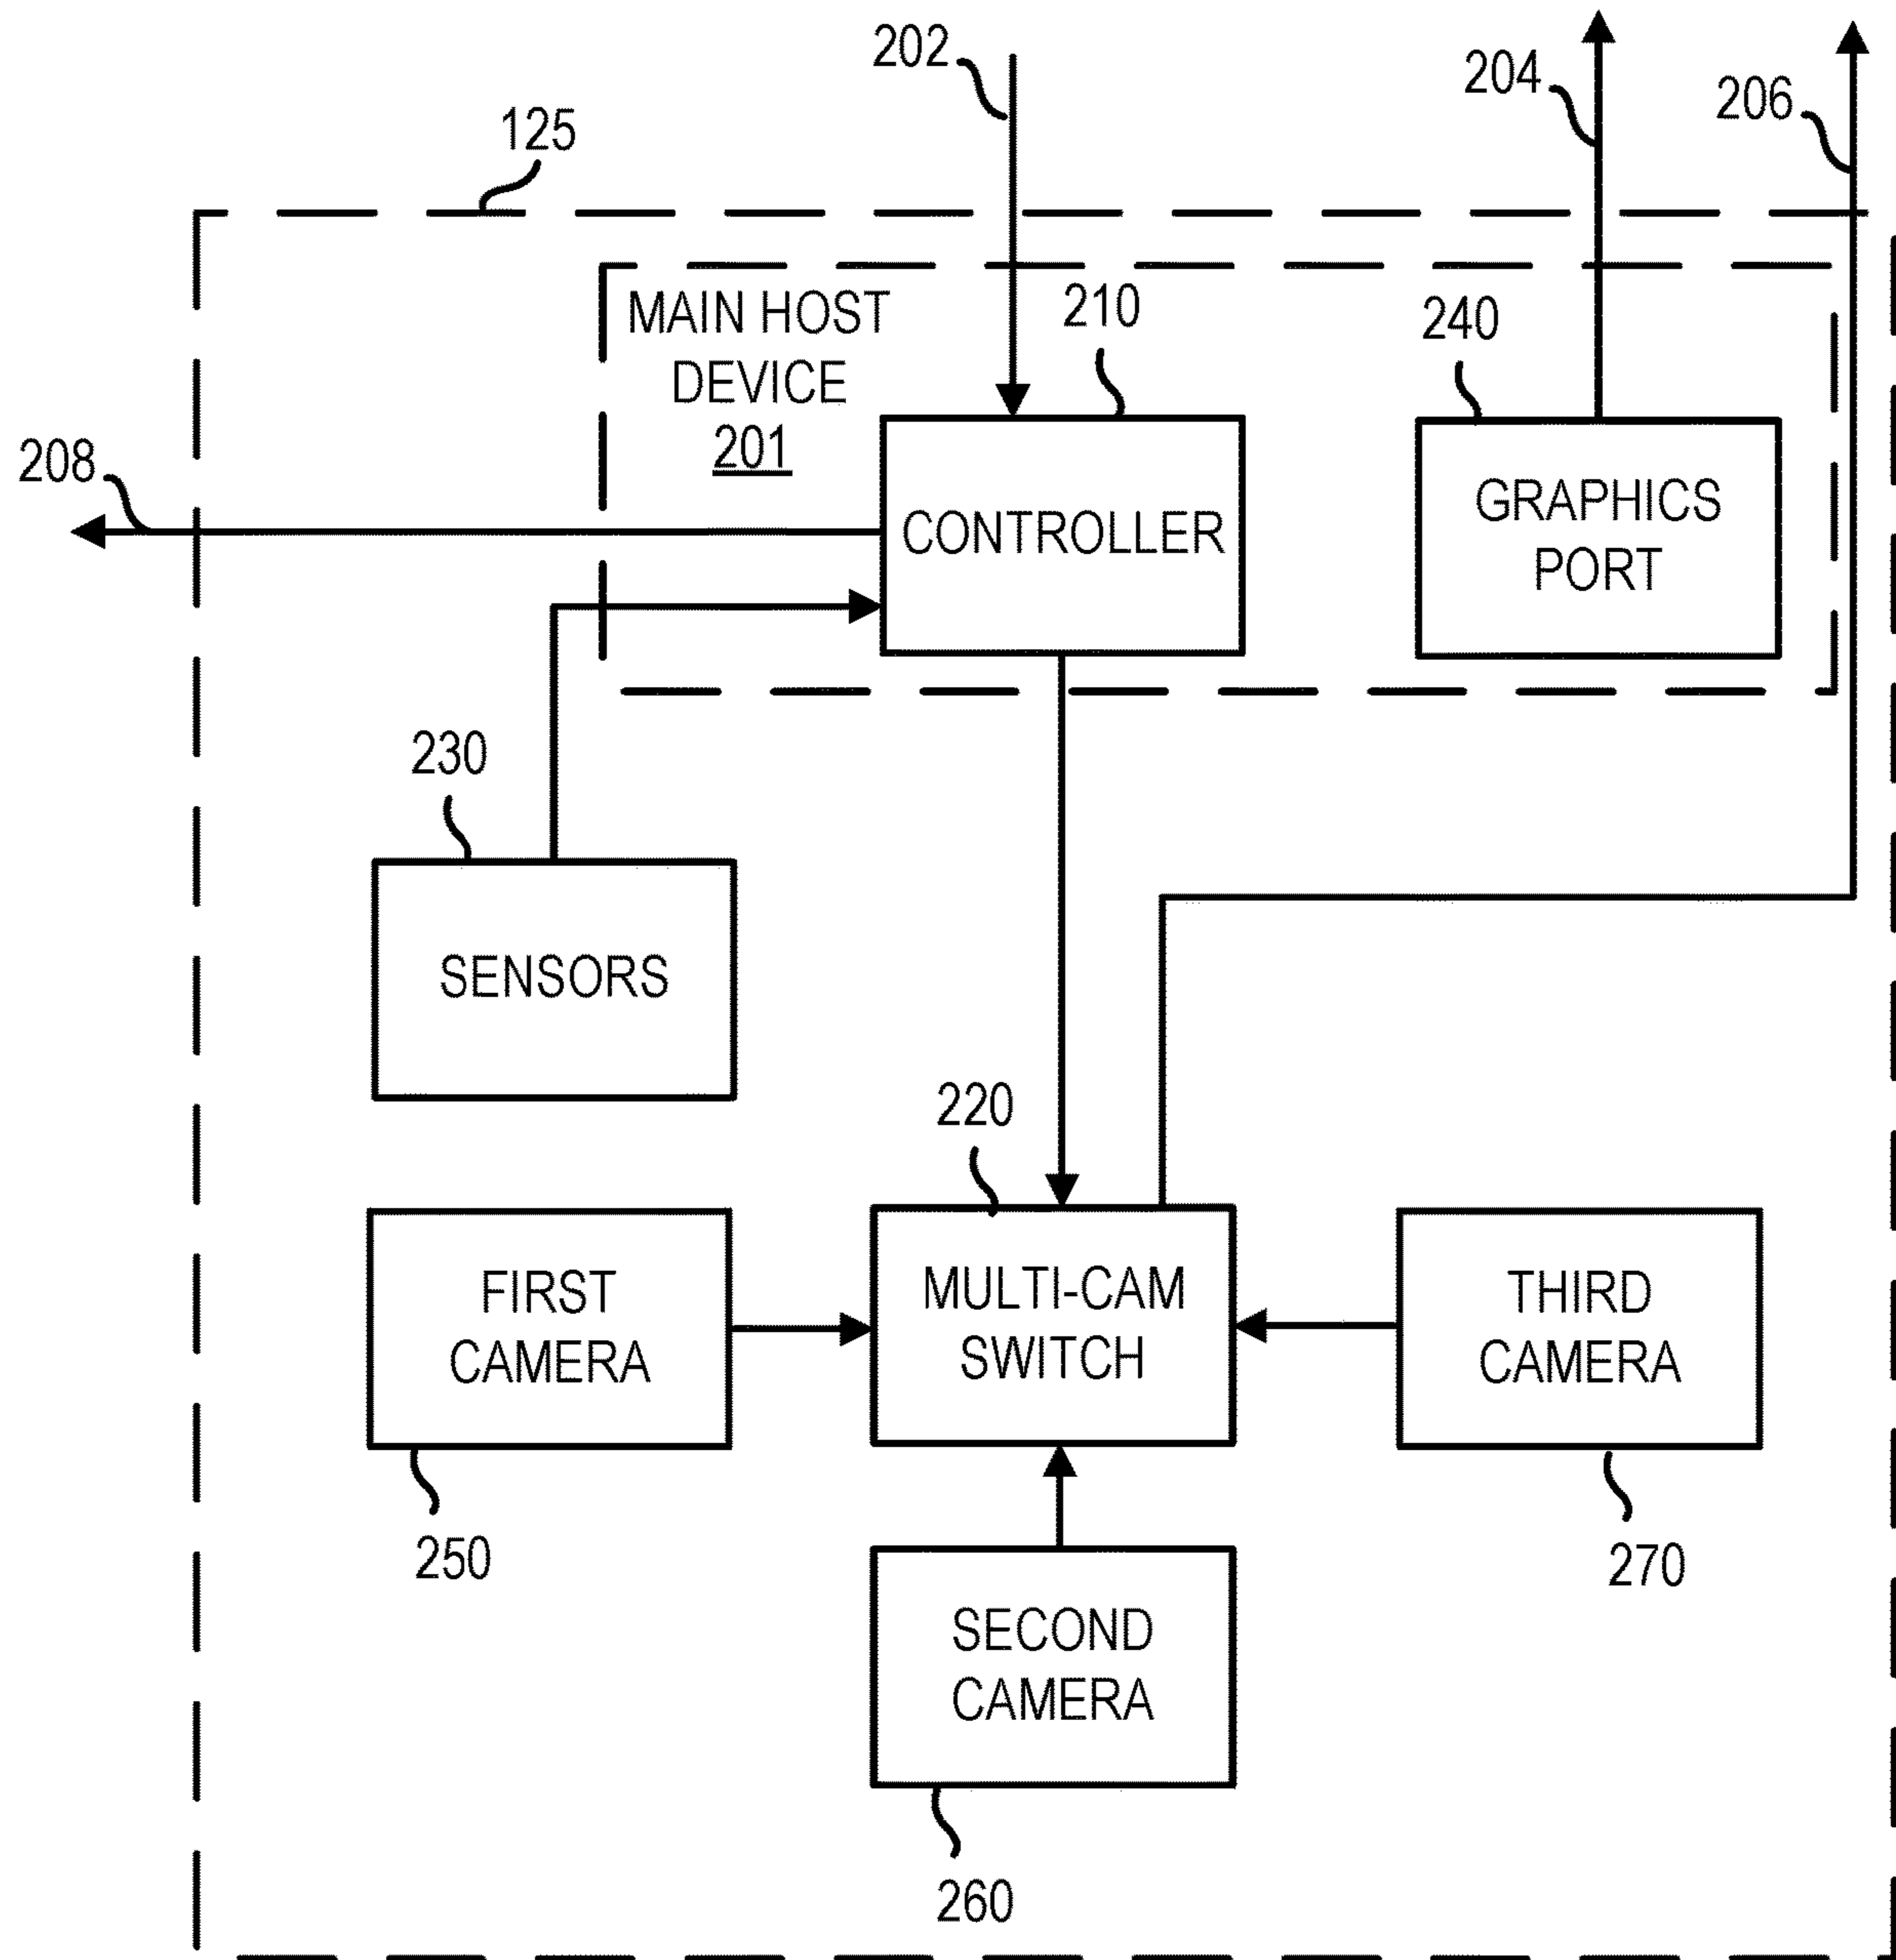 202
204
206
125
MAIN HOST
DEVICE
201
210
240
208
CONTROLLER
GRAPHICS
PORT
230
SENSORS
220
FIRST
CAMERA
MULTI-CAM
SWITCH
THIRD
CAMERA
250
270
SECOND
CAMERA
260